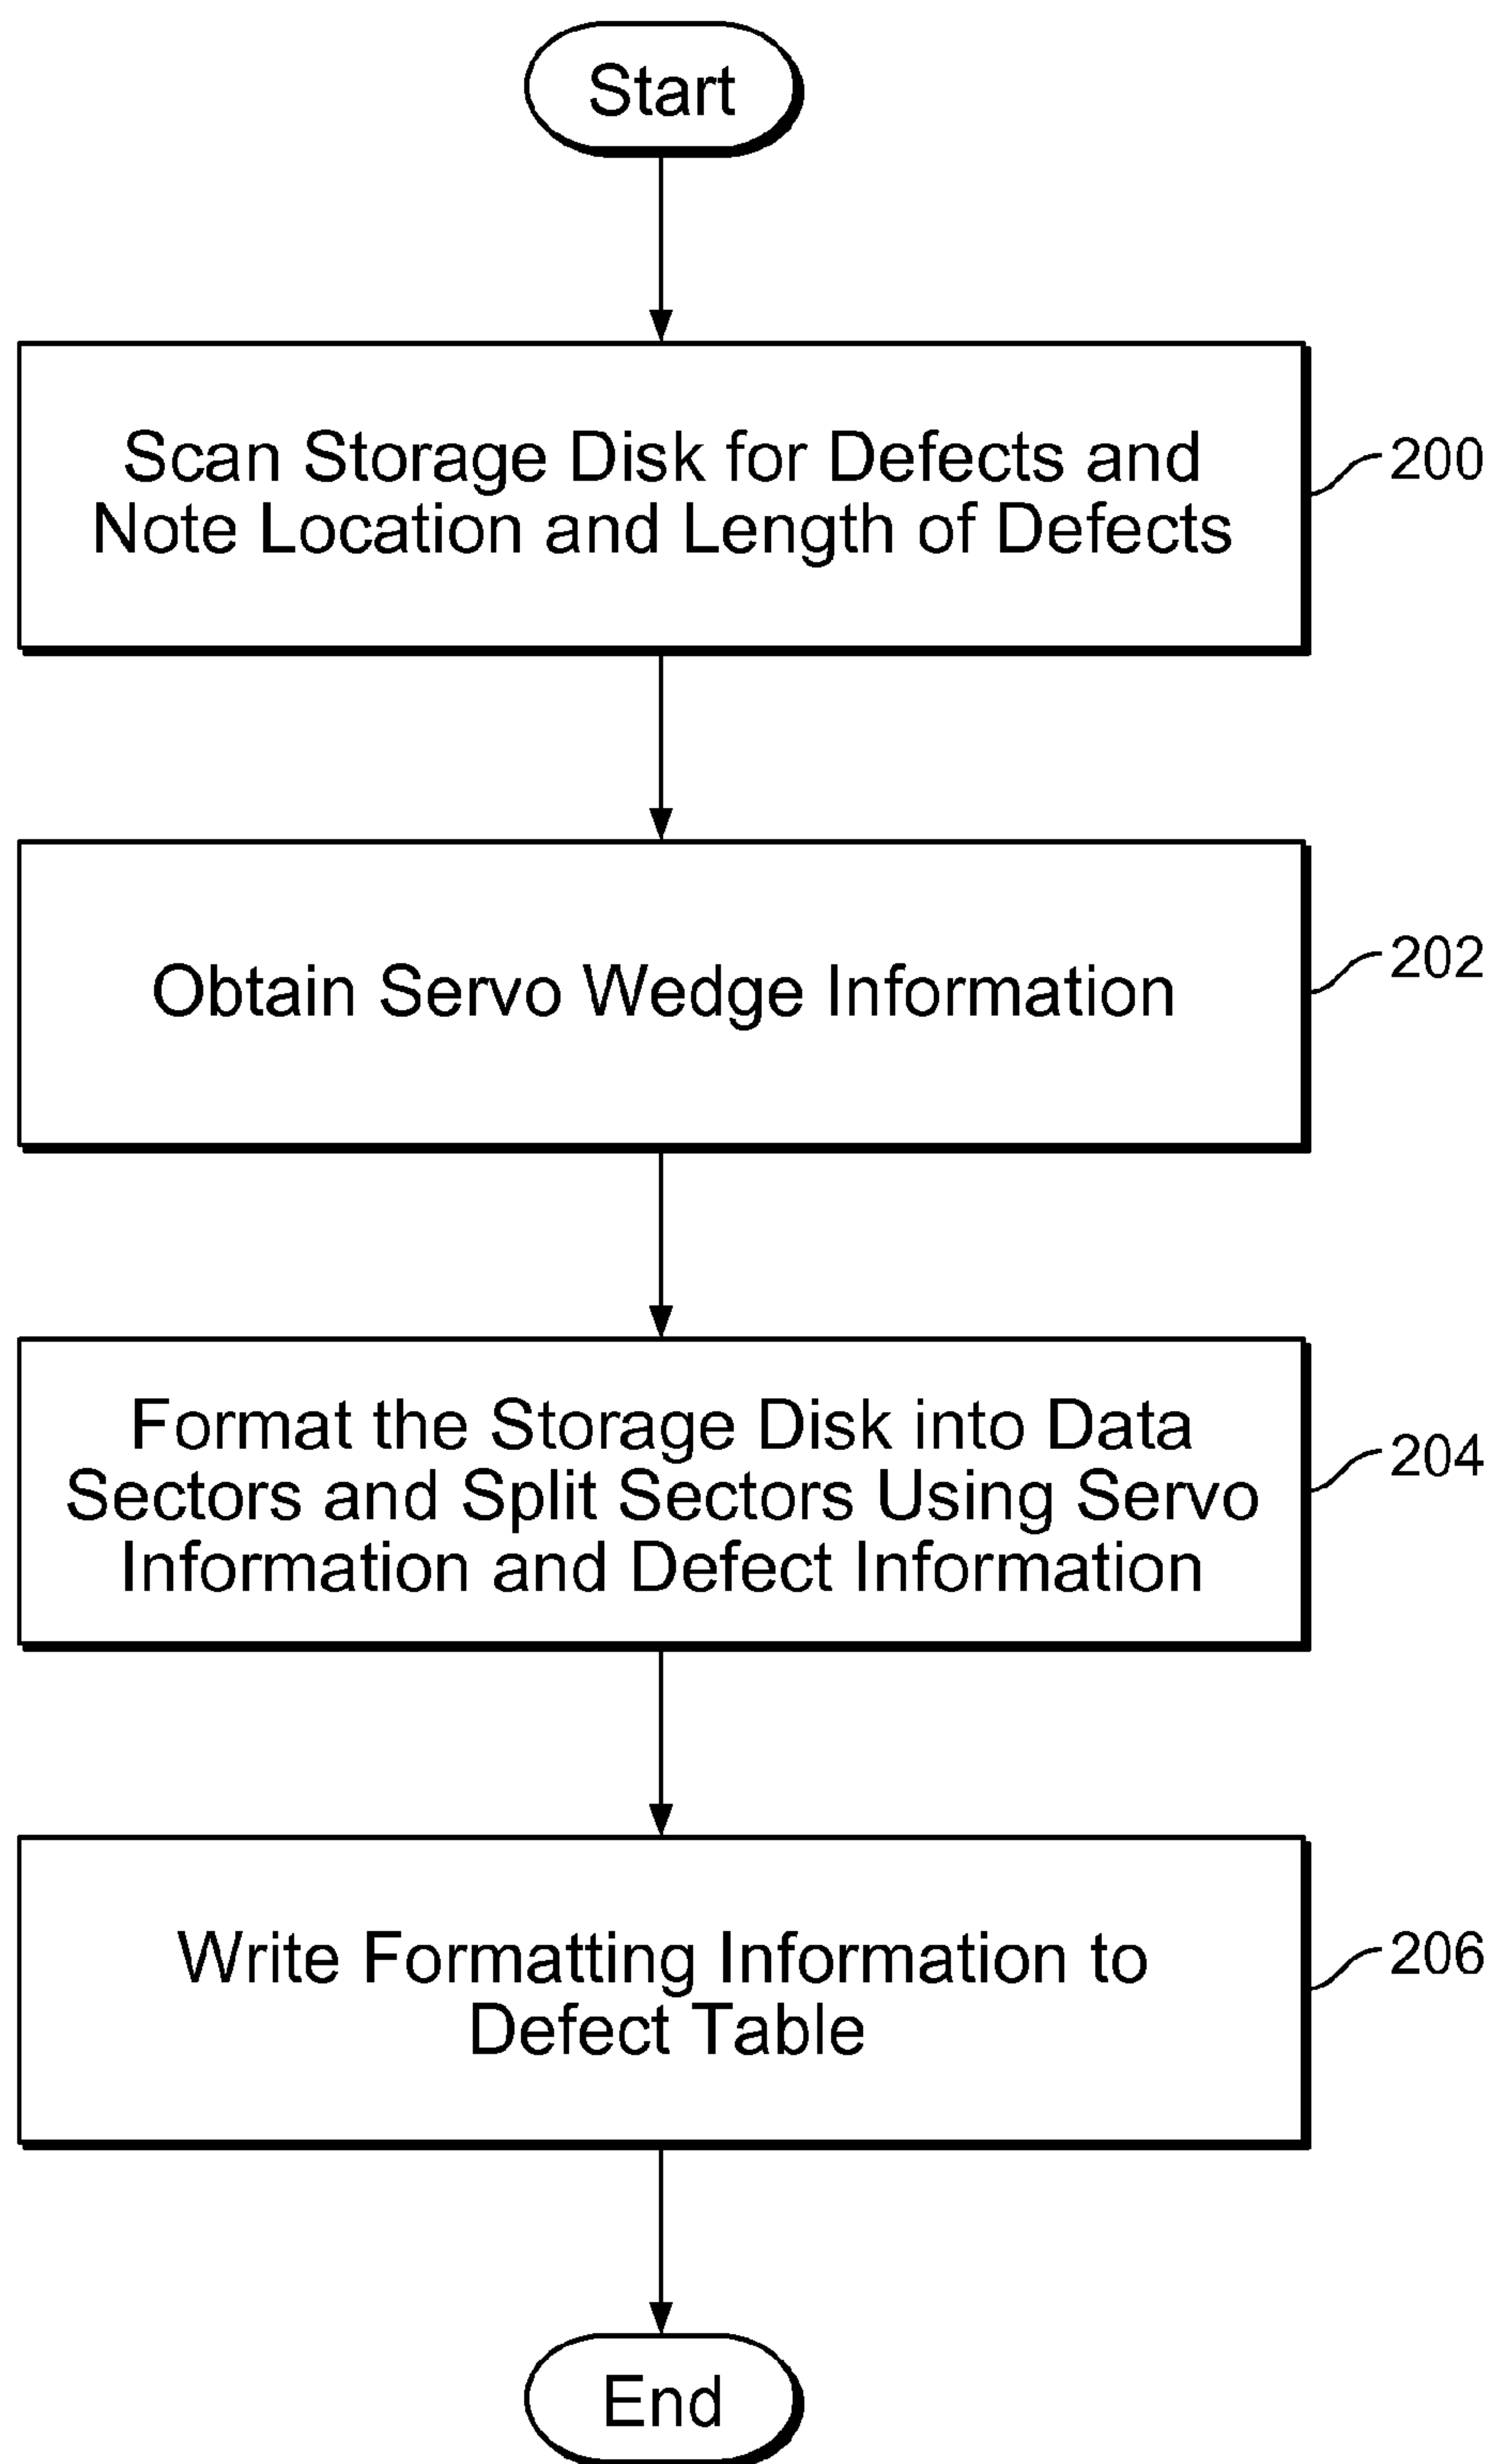 Start
Scan Storage Disk for Defects and
Note Location and Length of Defects
200
Obtain Servo Wedge Information
202
Format the Storage Disk into Data
Sectors and Split Sectors Using Servo
Information and Defect Information
204
Write Formatting Information to
Defect Table
206
End